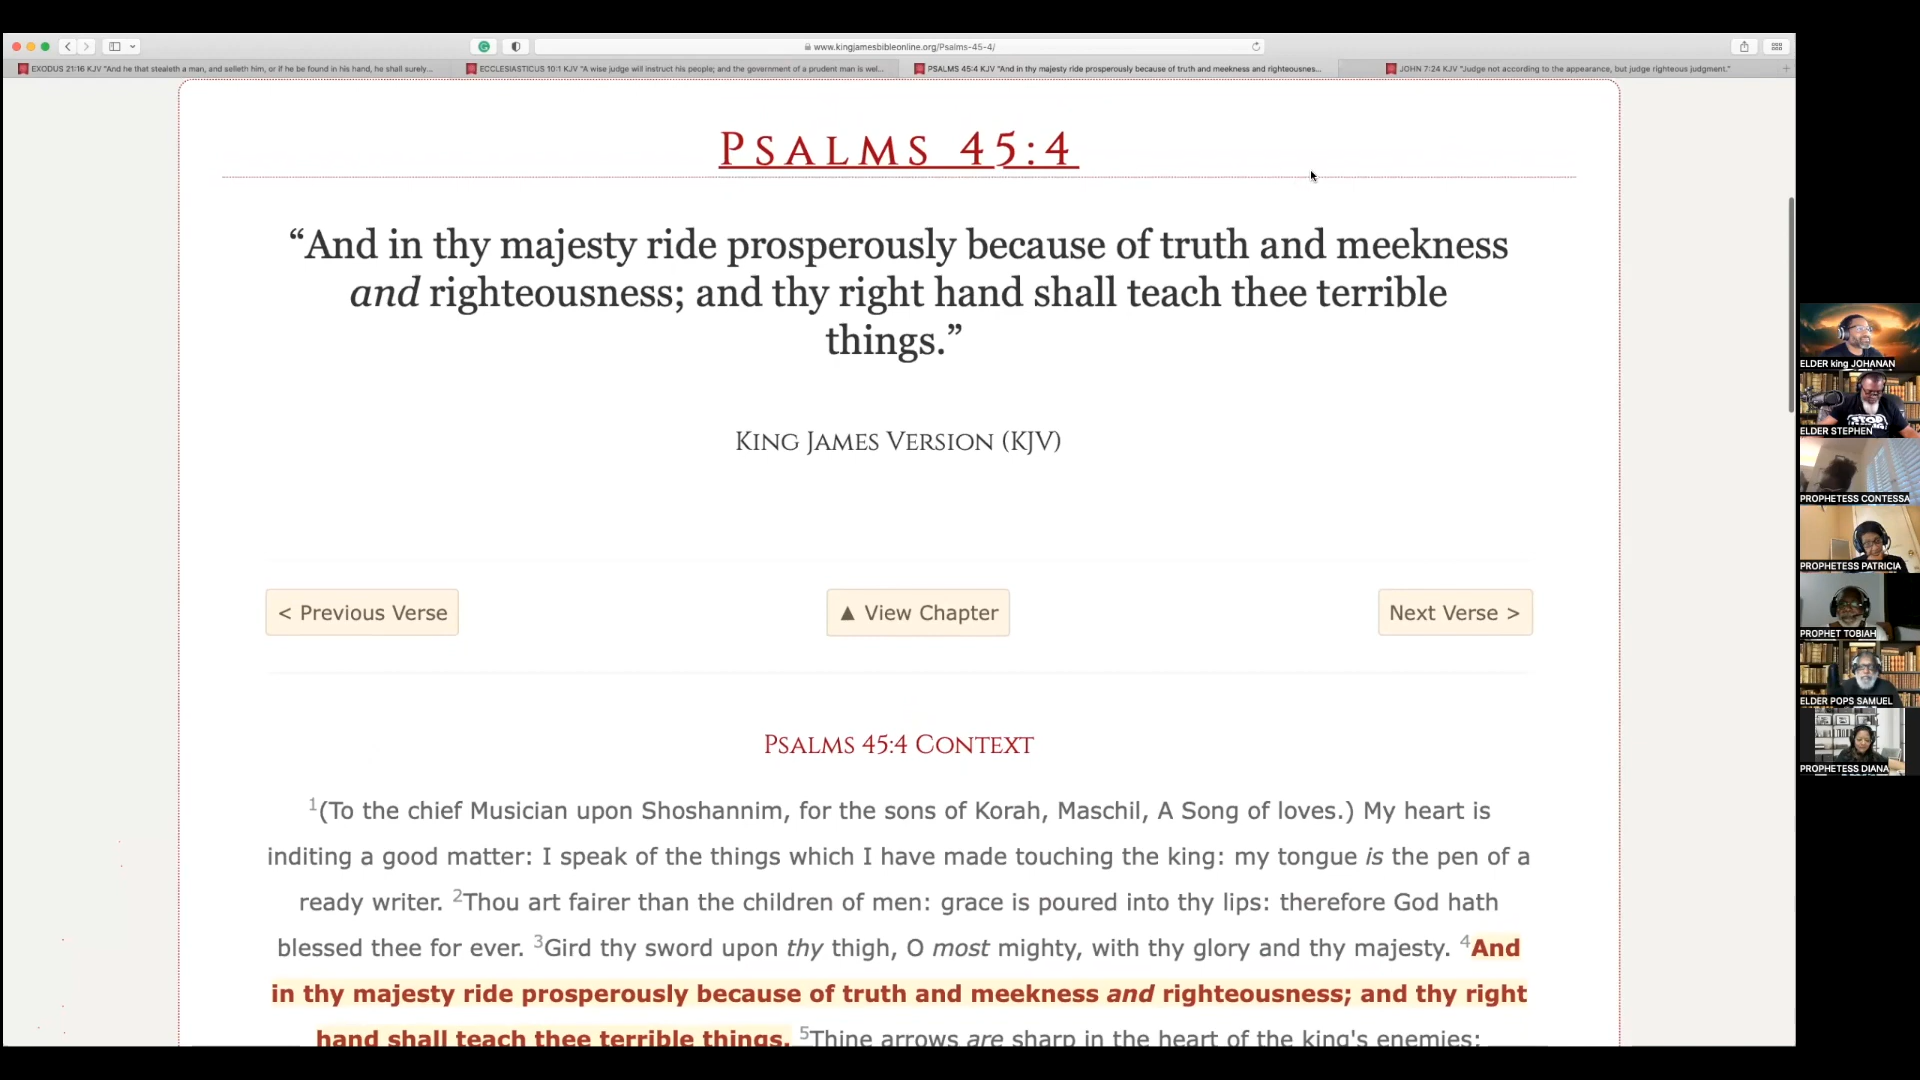 www.kingjamesbibleonline.org/Psalms-45-4/
EXODUS 21:16 KJV "And he that stealeth a man, and selleth him, or if he be found in his hand, he shall surely...
ECCLESIASTICUS 10:1 KJV "A wise judge will instruct his people; and the government of a prudent man is wel...
PSALMS 45:4 KJV "And in thy majesty ride prosperously because of truth and meekness and righteousnes...
JOHN 7:24 KJV "Judge not according to the appearance, but judge righteous judgment."
PSALMS 45:4
“And in thy majesty ride prosperously because of truth and meekness
and righteousness; and thy right hand shall teach thee terrible
things.”
KING JAMES VERSION (KJV)
< Previous Verse
▲ View Chapter
Next Verse >
PSALMS 45:4 CONTEXT
1(To the chief Musician upon Shoshannim, for the sons of Korah, Maschil, A Song of loves.) My heart is
inditing a good matter: I speak of the things which I have made touching the king: my tongue is the pen of a
ready writer. 2Thou art fairer than the children of men: grace is poured into thy lips: therefore God hath
blessed thee for ever. 3Gird thy sword upon thy thigh, O most mighty, with thy glory and thy majesty. 4And
in thy majesty ride prosperously because of truth and meekness and righteousness; and thy right
hand shall teach thee terrible things. 5Thine arrows are sharp in the heart of the king's enemies;
ELDER king JOHANAN
ELDER STEPHEN
PROPHETESS CONTESSA
PROPHETESS PATRICIA
PROPHET TOBIAH
ELDER POPS SAMUEL
PROPHETESS DIANA